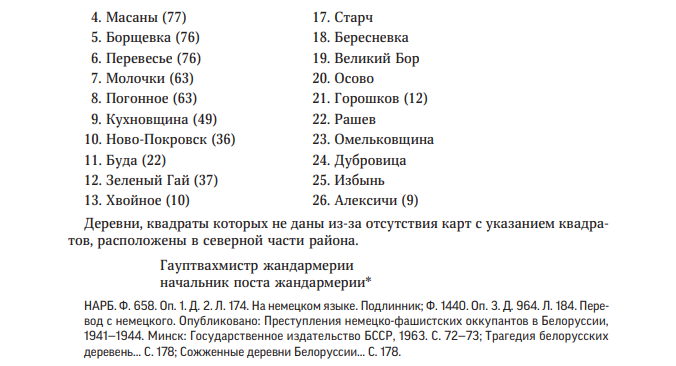 4. Масаны (77)
5. Борщевка (76)
6. Перевесье (76)
7. Молочки (63)
8. Погонное (63)
9. Кухновщина (49)
10. Ново-Покровск (36)
11. Буда (22)
12. Зеленый Гай (37)
13. Хвойное (10)
17. Старч
18. Бересневка
19. Великий Бор
20. Осово
21. Горошков (12)
22. Рашев
23. Омельковщина
24. Дубровица
25. Избынь
26. Алексичи (9)
Деревни, квадраты которых не даны из-за отсутствия карт с указанием квадра-
тов, расположены в северной части района.
Гауптвахмистр жандармерии
начальник поста жандармерии*
НАРБ. Ф. 658. Оп. 1. Д. 2. Л. 174. На немецком языке. Подлинник; Ф. 1440. Оп. 3. Д. 964. Л. 184. Пере-
вод с немецкого. Опубликовано: Преступления немецко-фашистских оккупантов в Белоруссии,
1941–1944. Минск: Государственное издательство БССР, 1963. С. 72–73; Трагедия белорусских
деревень... С. 178; Сожженные деревни Белоруссии... С. 178.